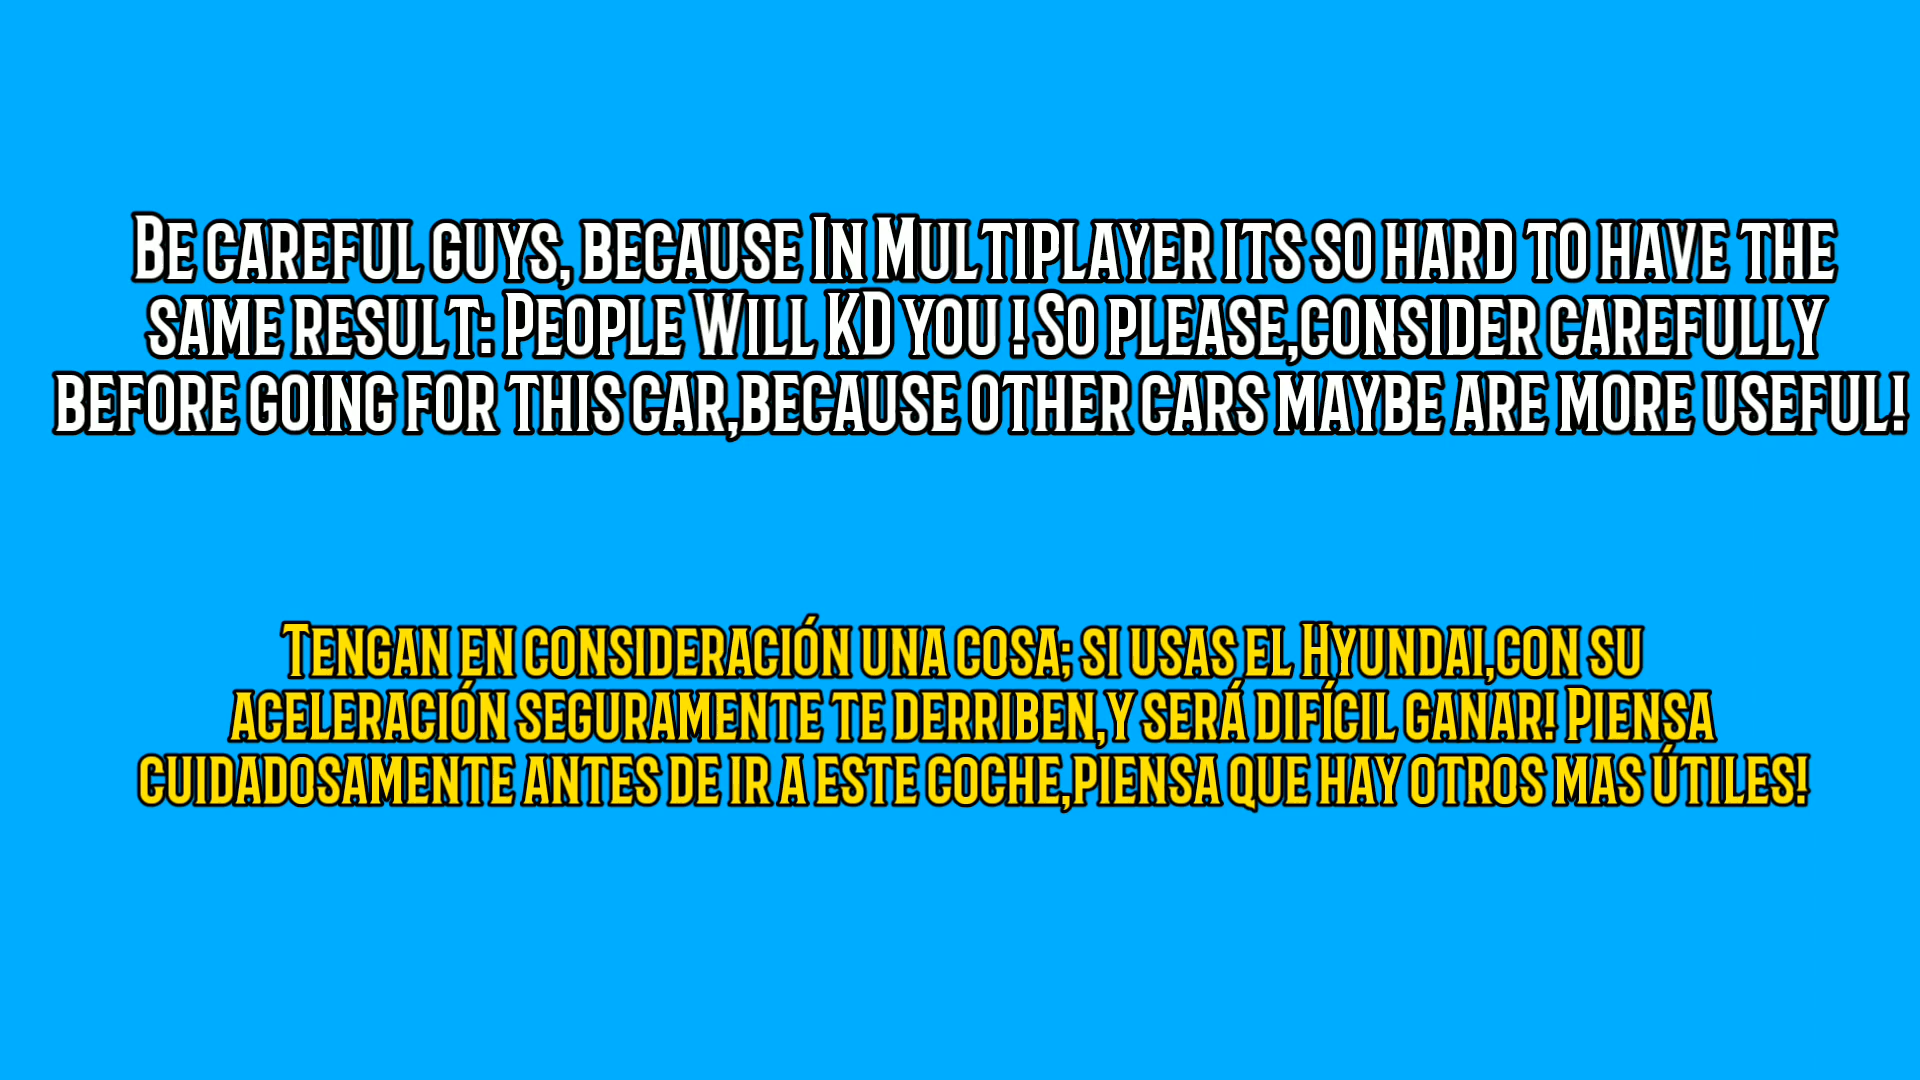 Be careful guys, because In Multiplayer its so hard to have the
same result: People Will KD you ! So please,consider carefully
before going for this car,because other cars maybe are more useful!
Tengan en consideración una cosa; si usas el Hyundai,con su
aceleración seguramente te derriben,y será difícil ganar! Piensa
cuidadosamente antes de ir a este coche,piensa que hay otros mas útiles!